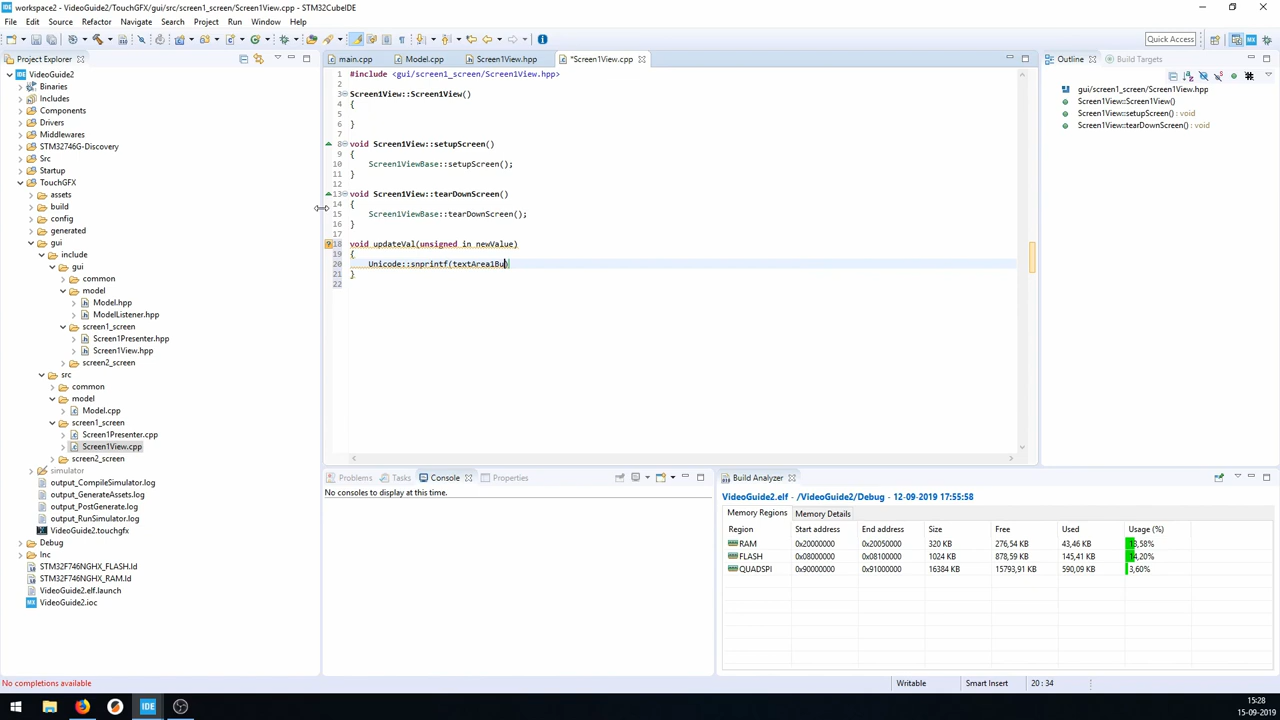 workspace2 - VideoGuide2/TouchGFX/gui/src/screen1_screen/Screen1View.cpp - STM32CubeIDE
File Edit Source Refactor Navigate Search Project Run Window Help
Quick Access
Project Explorer
VideoGuide2
Binaries
Includes
Components
Drivers
Middlewares
STM32746G-Discovery
Src
Startup
TouchGFX
assets
build
config
generated
gui
include
gui
common
model
Model.hpp
ModelListener.hpp
screen1_screen
Screen1Presenter.hpp
Screen1View.hpp
screen2_screen
src
common
model
Model.cpp
screen1_screen
Screen1Presenter.cpp
Screen1View.cpp
screen2_screen
simulator
output_CompileSimulator.log
output_GenerateAssets.log
output_PostGenerate.log
output_RunSimulator.log
VideoGuide2.touchgfx
Debug
Inc
STM32F746NGHX_FLASH.ld
STM32F746NGHX_RAM.ld
VideoGuide2.elf.launch
VideoGuide2.ioc
main.cpp Model.cpp Screen1View.hpp *Screen1View.cpp
1 #include <gui/screen1_screen/Screen1View.hpp>
2
3 Screen1View::Screen1View()
4 {
5
6 }
7
8 void Screen1View::setupScreen()
9 {
10 Screen1ViewBase::setupScreen();
11 }
12
13 void Screen1View::tearDownScreen()
14 {
15 Screen1ViewBase::tearDownScreen();
16 }
17
18 void updateVal(unsigned in newValue)
19 {
20 Unicode::snprintf(textArea1Bu)
21 }
22
Outline Build Targets
gui/screen1_screen/Screen1View.hpp
Screen1View::Screen1View()
Screen1View::setupScreen() : void
Screen1View::tearDownScreen() : void
Problems Tasks Console Properties
No consoles to display at this time.
Build Analyzer
VideoGuide2.elf - /VideoGuide2/Debug - 12-09-2019 17:55:58
Memory Regions Memory Details
Region Start address End address Size Free Used Usage (%)
RAM 0x20000000 0x20050000 320 KB 276,54 KB 43,46 KB 13,58%
FLASH 0x08000000 0x08100000 1024 KB 878,59 KB 145,41 KB 14,20%
QUADSPI 0x90000000 0x91000000 16384 KB 15793,91 KB 590,09 KB 3,60%
No completions available
Writable Smart Insert 20 : 34
IDE
15:28
15-09-2019